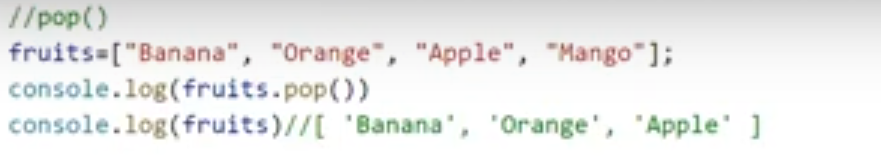 //pop()
fruits=["Banana", "Orange", "Apple", "Mango"];
console.log(fruits.pop())
console.log(fruits)//[ 'Banana', 'Orange', 'Apple' ]